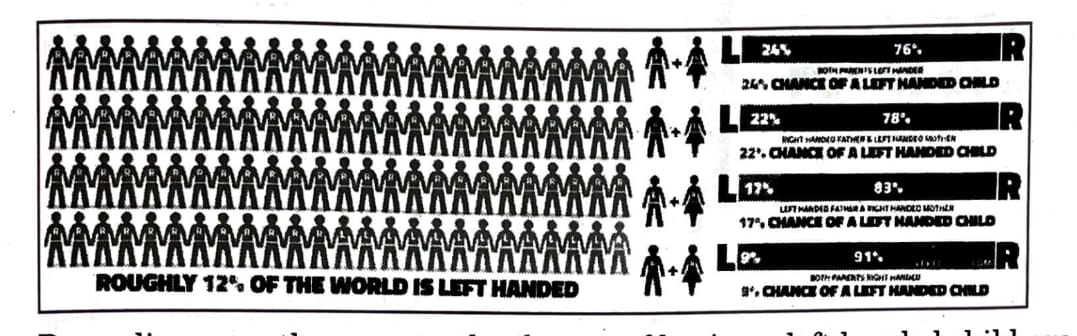 L 24% 76% R
BOTH PARENTS LEFT HANDED
24% CHANCE OF A LEFT HANDED CHILD
L 22% 78% R
RIGHT HANDED FATHER & LEFT HANDED MOTHER
22% CHANCE OF A LEFT HANDED CHILD
L 17% 83% R
LEFT HANDED FATHER & RIGHT HANDED MOTHER
17% CHANCE OF A LEFT HANDED CHILD
L 9% 91% R
BOTH PARENTS RIGHT HANDED
9% CHANCE OF A LEFT HANDED CHILD
ROUGHLY 12% OF THE WORLD IS LEFT HANDED